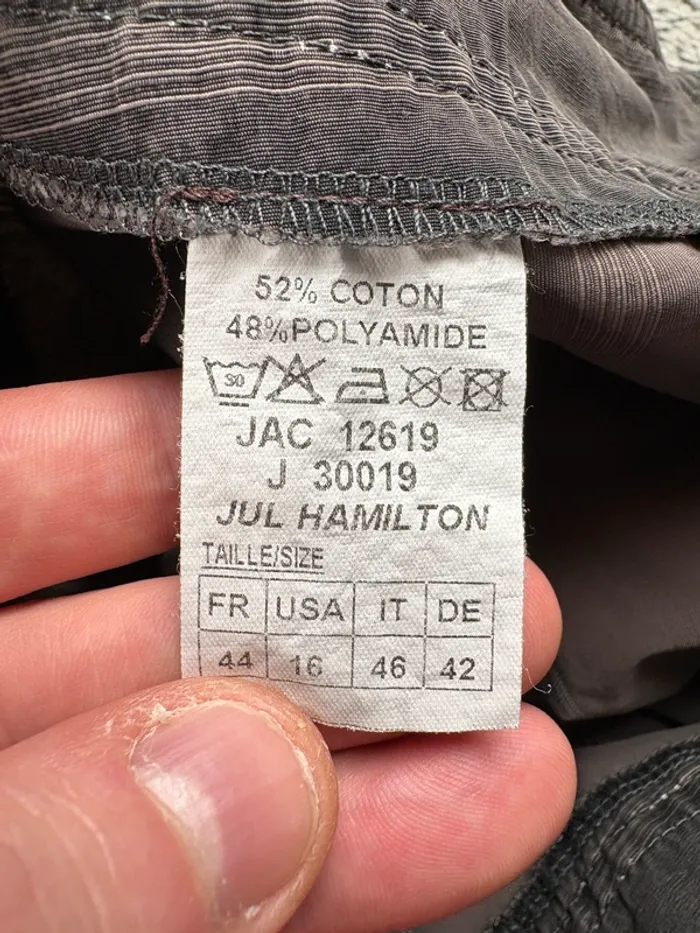 52% COTON
48%POLYAMIDE
30
JAC 12619
J 30019
JUL HAMILTON
TAILLE/SIZE
FR USA IT DE
44 16 46 42